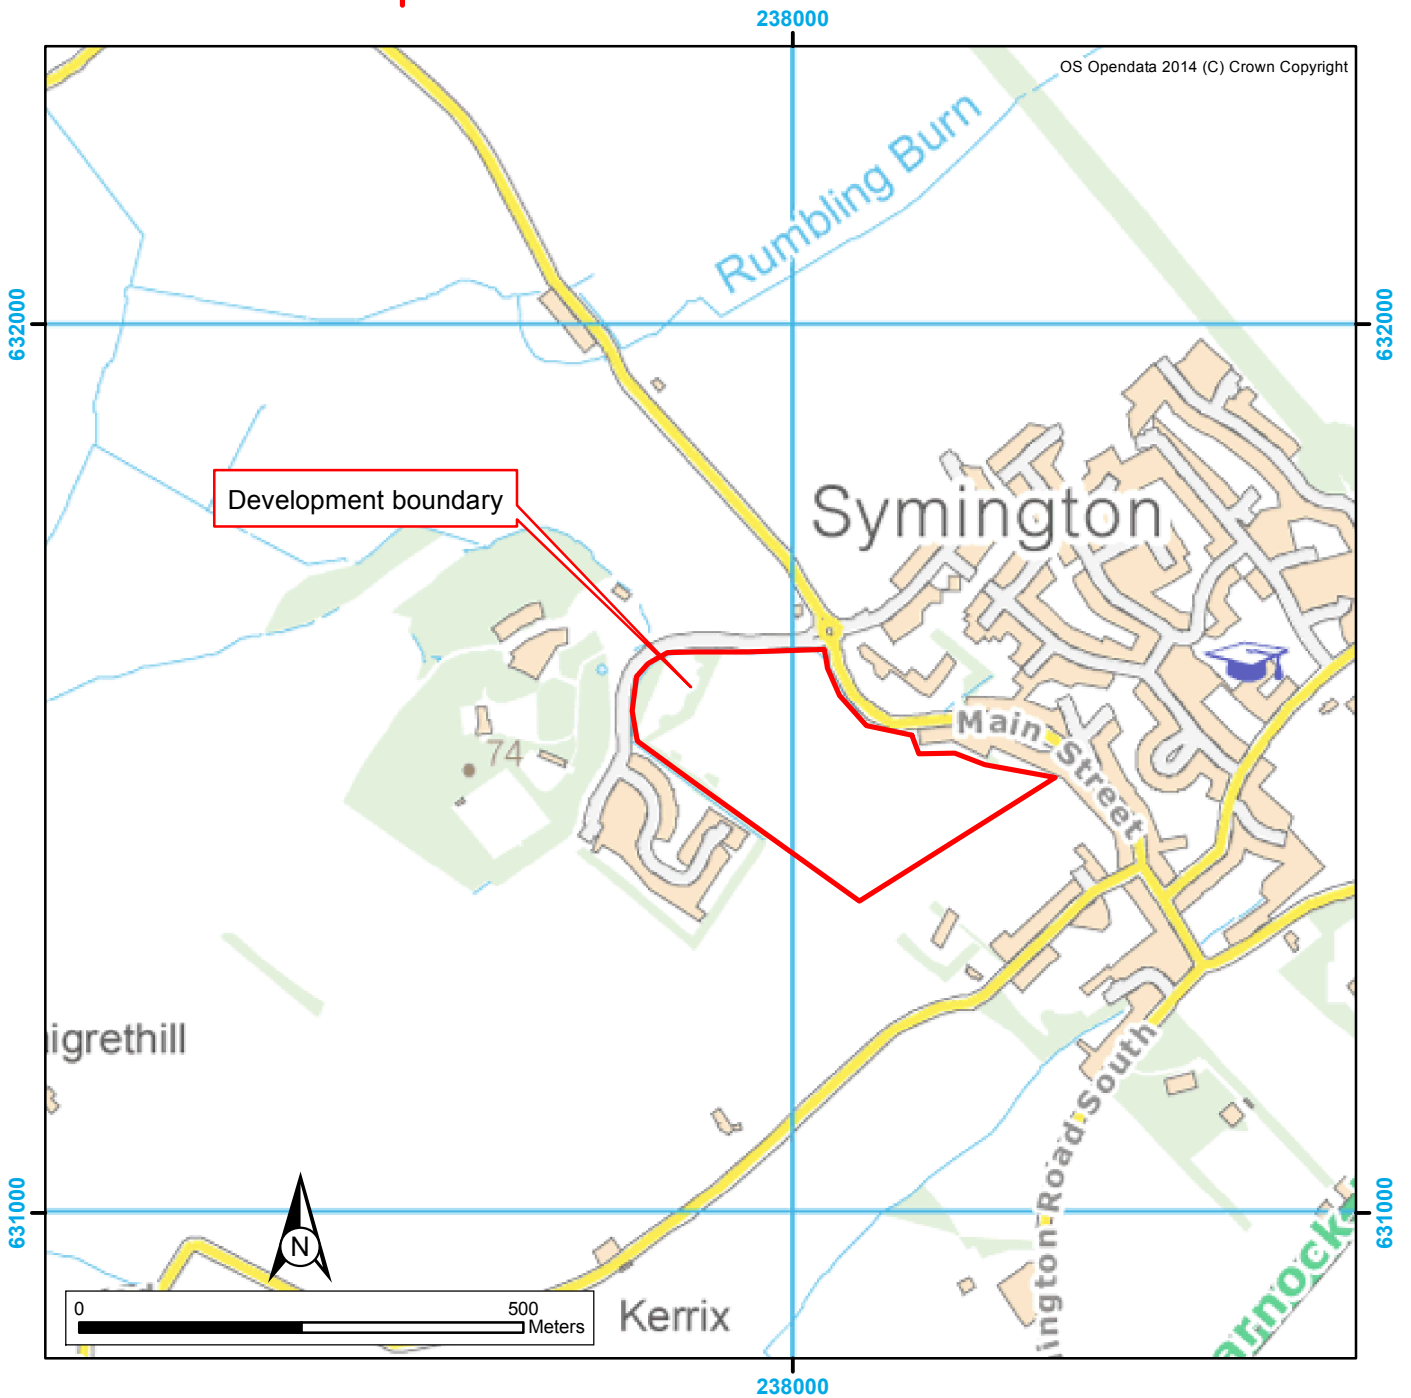 238000
OS Opendata 2014 (C) Crown Copyright
Rumbling Burn
632000
632000
Development boundary
Symington
Main Street
74
igrethill
ington Road South
631000
631000
N
arnock
0 500
Meters
Kerrix
238000